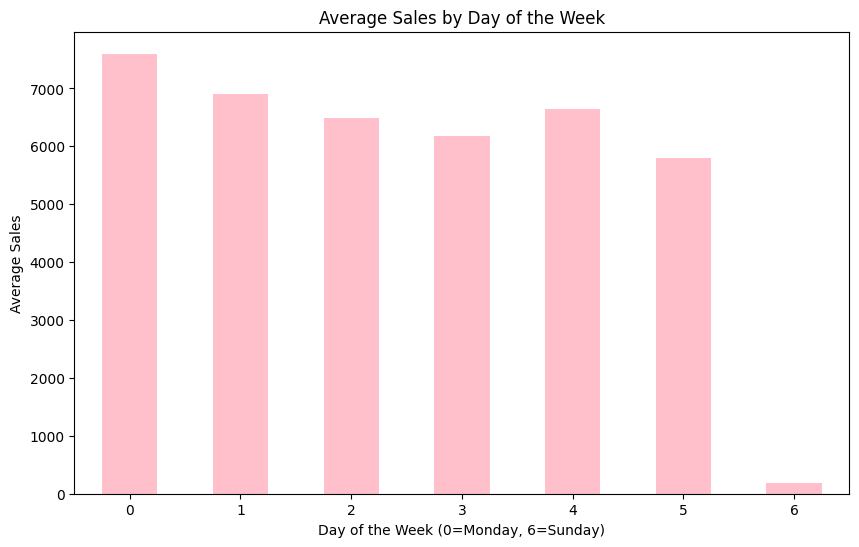 Average Sales by Day of the Week
Average Sales
7000
6000
5000
4000
3000
2000
1000
0
0 1 2 3 4 5 6
Day of the Week (0=Monday, 6=Sunday)